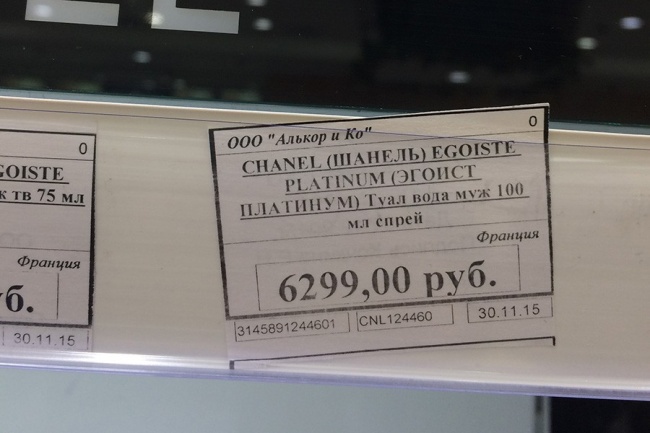 0
GOISTE
к тв 75 мл
Франция
уб.
30.11.15
0
ООО "Алькор и Ко"
CHANEL (ШАНЕЛЬ) EGOISTE
PLATINUM (ЭГОИСТ
ПЛАТИНУМ) Туал вода муж 100
мл спрей
Франция
6299,00 руб.
3145891244601 CNL124460 30.11.15